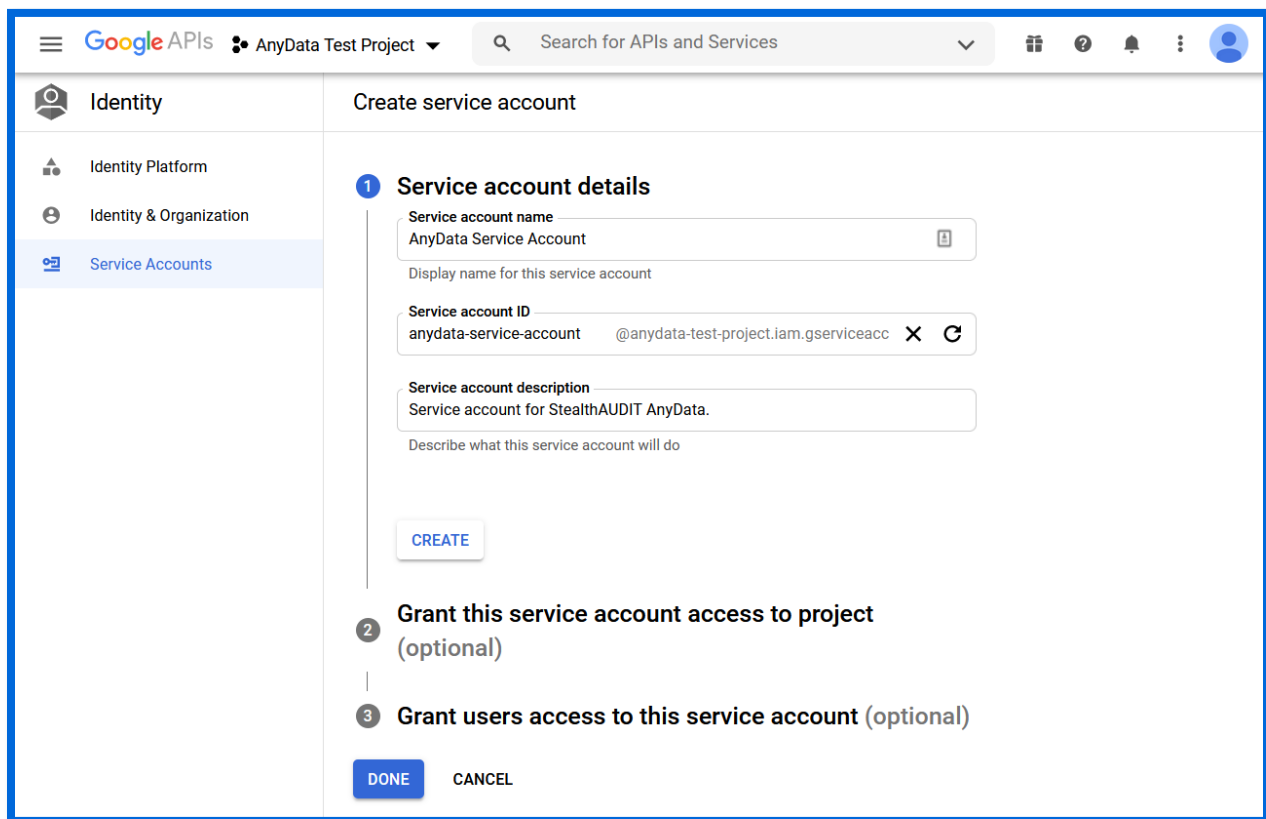 Google APIs AnyData Test Project Search for APIs and Services
Identity
Create service account
Identity Platform
Identity & Organization
Service Accounts
1 Service account details
Service account name
AnyData Service Account
Display name for this service account
Service account ID
anydata-service-account @anydata-test-project.iam.gserviceacc
Service account description
Service account for StealthAUDIT AnyData.
Describe what this service account will do
CREATE
2 Grant this service account access to project
(optional)
3 Grant users access to this service account (optional)
DONE CANCEL